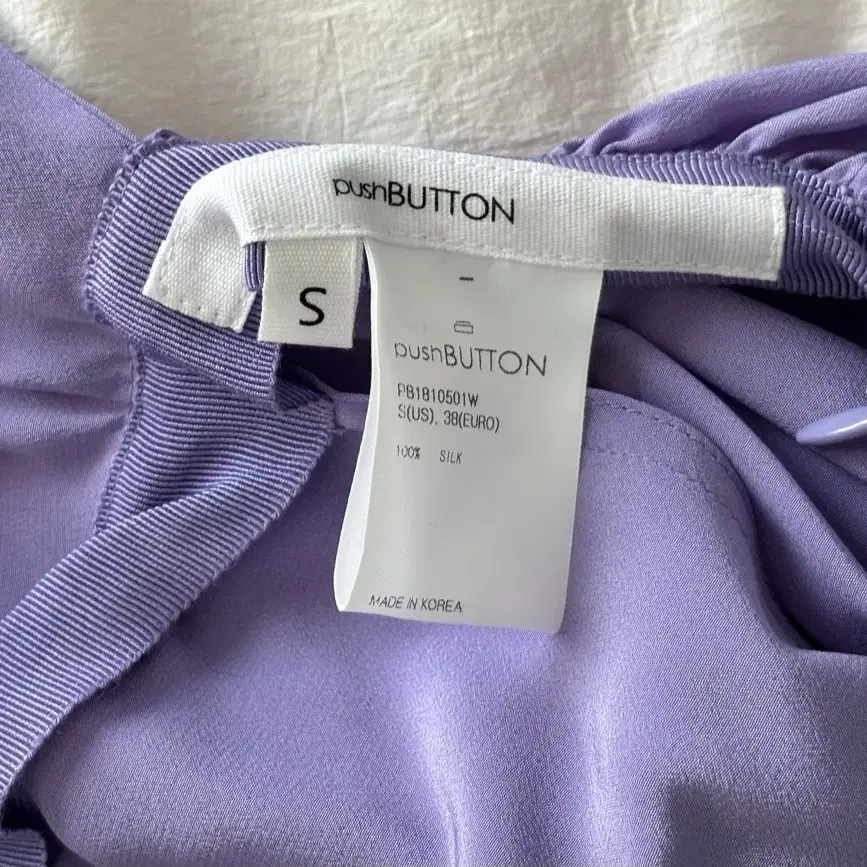 pushBUTTON
S
pushBUTTON
PB1810501W
S(US), 38(EURO)
100% SILK
MADE IN KOREA